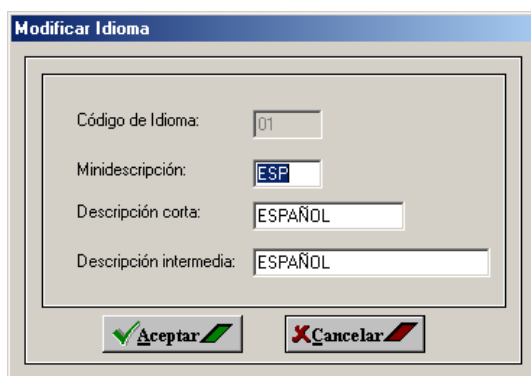 Modificar Idioma
Código de Idioma: 01
Minidescripción: ESP
Descripción corta: ESPAÑOL
Descripción intermedia: ESPAÑOL
Aceptar Cancelar